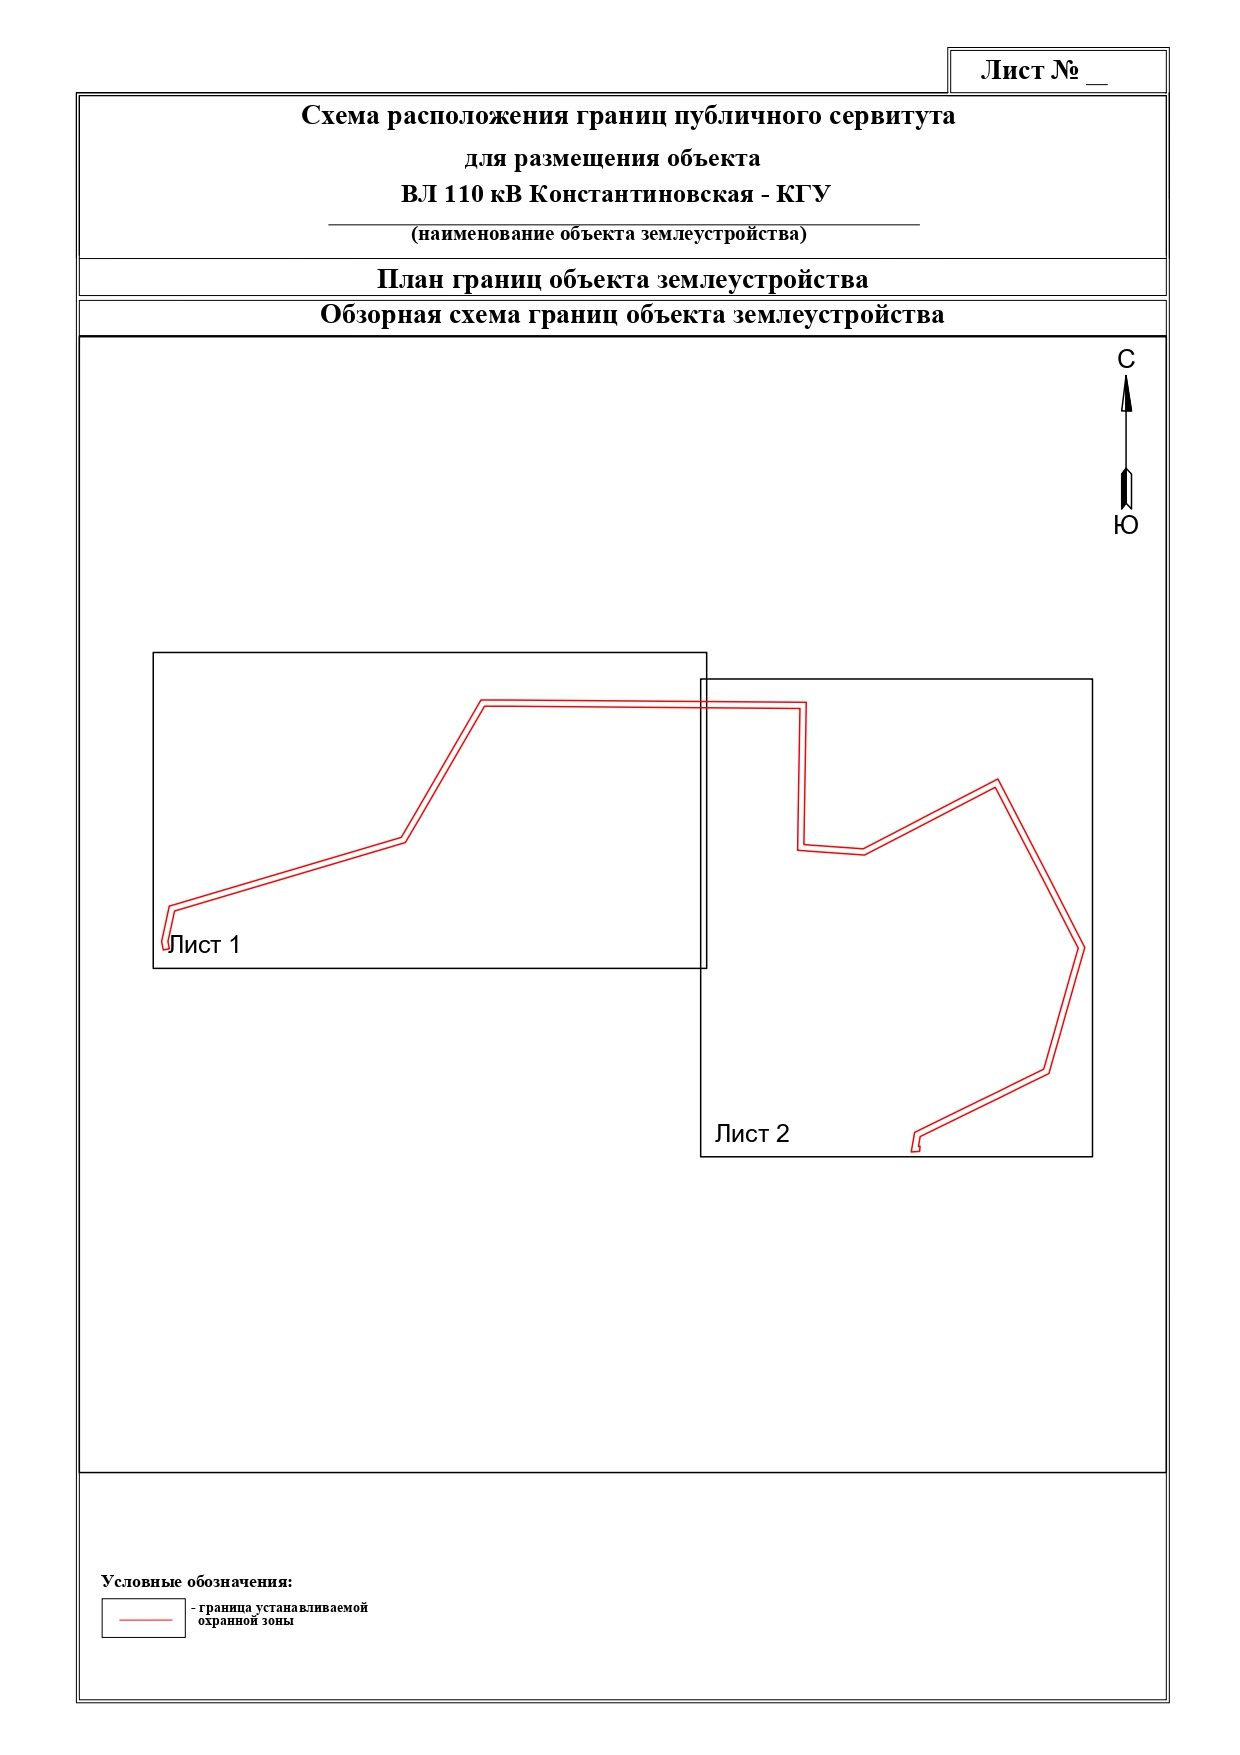 Лист № __
Схема расположения границ публичного сервитута
для размещения объекта
ВЛ 110 кВ Константиновская - КГУ
(наименование объекта землеустройства)
План границ объекта землеустройства
Обзорная схема границ объекта землеустройства
С
Ю
Лист 1
Лист 2
Условные обозначения:
- граница устанавливаемой
охранной зоны